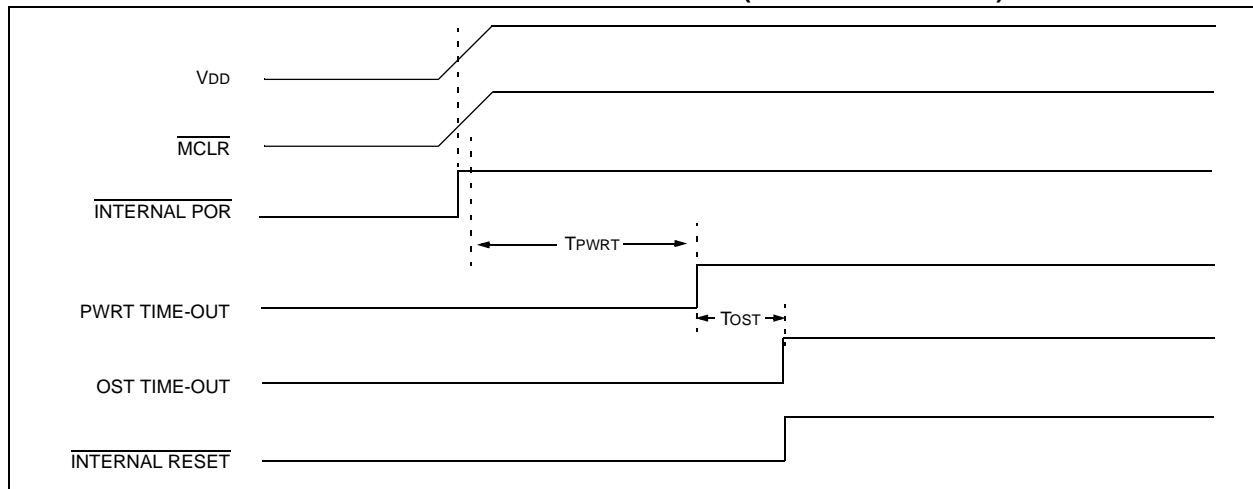 VDD
MCLR
INTERNAL POR
TPWRT
PWRT TIME-OUT
TOST
OST TIME-OUT
INTERNAL RESET